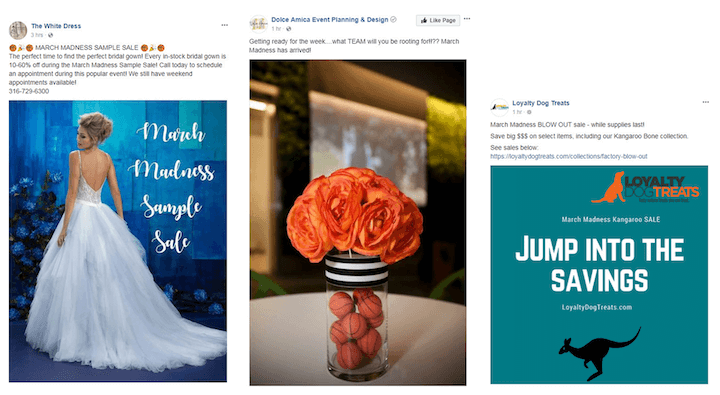 The White Dress
3 hrs
🏀🎉🏀 MARCH MADNESS SAMPLE SALE 🏀🎉🏀
The perfect time to find the perfect bridal gown! Every in-stock bridal gown is
10-60% off during the March Madness Sample Sale! Call today to schedule
an appointment during this popular event! We still have weekend
appointments available!
316-729-6300
March
Madness
Sample
Sale
Dolce Amica Event Planning & Design
1 hr
Like Page
Getting ready for the week....what TEAM will you be rooting for!!?? March
Madness has arrived!
Loyalty Dog Treats
1 hr
March Madness BLOW OUT sale - while supplies last!
Save big $$$ on select items, including our Kangaroo Bone collection.
See sales below:
https://loyaltydogtreats.com/collections/factory-blow-out
LOYALTY
DOGTREATS
March Madness Kangaroo SALE
JUMP INTO THE
SAVINGS
LoyaltyDogTreats.com